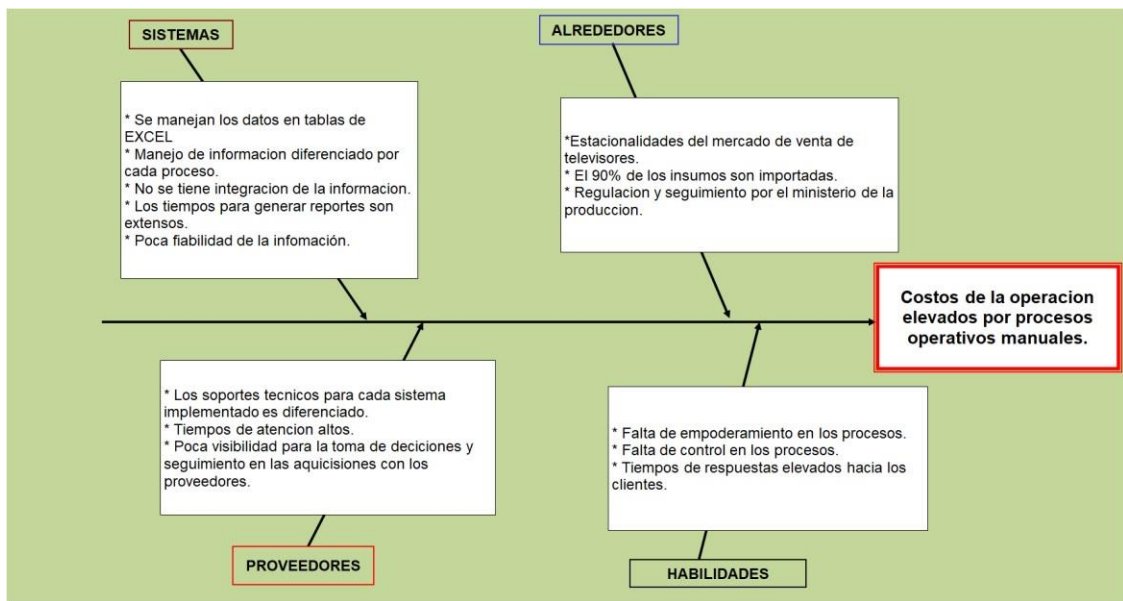 SISTEMAS
* Se manejan los datos en tablas de
EXCEL
* Manejo de informacion diferenciado por
cada proceso.
* No se tiene integracion de la informacion.
* Los tiempos para generar reportes son
extensos.
* Poca fiabilidad de la infomación.
ALREDEDORES
*Estacionalidades del mercado de venta de
televisores.
* El 90% de los insumos son importadas.
* Regulacion y seguimiento por el ministerio de la
produccion.
Costos de la operacion
elevados por procesos
operativos manuales.
* Los soportes tecnicos para cada sistema
implementado es diferenciado.
* Tiempos de atencion altos.
* Poca visibilidad para la toma de deciciones y
seguimiento en las aquicisiones con los
proveedores.
PROVEEDORES
* Falta de empoderamiento en los procesos.
* Falta de control en los procesos.
* Tiempos de respuestas elevados hacia los
clientes.
HABILIDADES